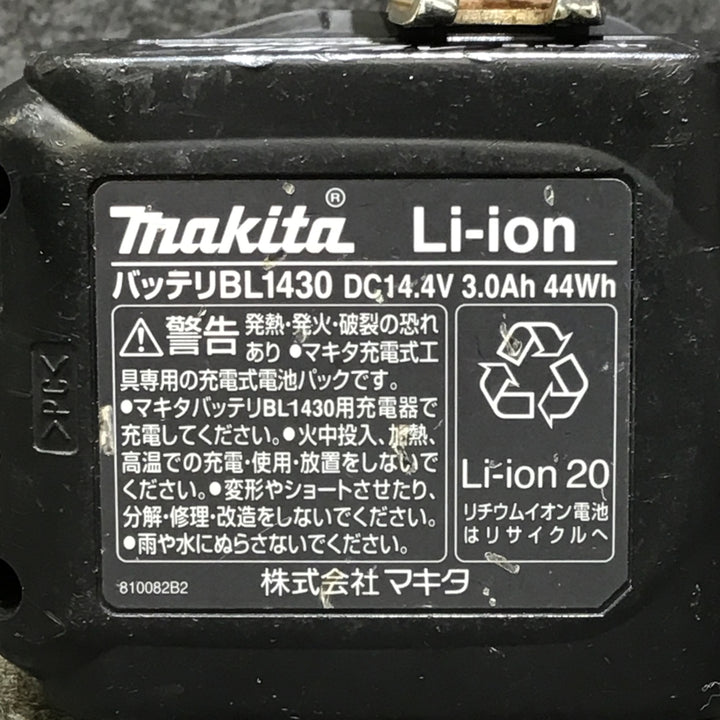 makita® Li-ion
バッテリBL1430 DC14.4V 3.0Ah 44Wh
警告 発熱・発火・破裂の恐れ
あり ●マキタ充電式工
具専用の充電式電池パックです。
●マキタバッテリBL1430用充電器で
充電してください。●火中投入、加熱、
高温での充電・使用・放置をしないで
ください。●変形やショートさせたり、
分解・修理・改造をしないでください。
●雨や水にぬらさないでください。
Li-ion 20
リチウムイオン電池
はリサイクルへ
810082B2
株式会社マキタ
>PC<